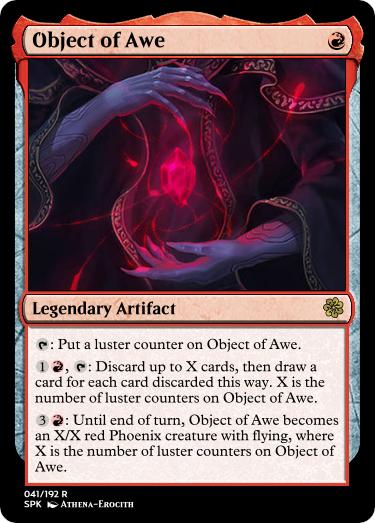 Object of Awe
Legendary Artifact
: Put a luster counter on Object of Awe.
1 , : Discard up to X cards, then draw a
card for each card discarded this way. X is the
number of luster counters on Object of Awe.
3 : Until end of turn, Object of Awe becomes
an X/X red Phoenix creature with flying, where
X is the number of luster counters on Object of
Awe.
041/192 R
SPK Athena-Erocith